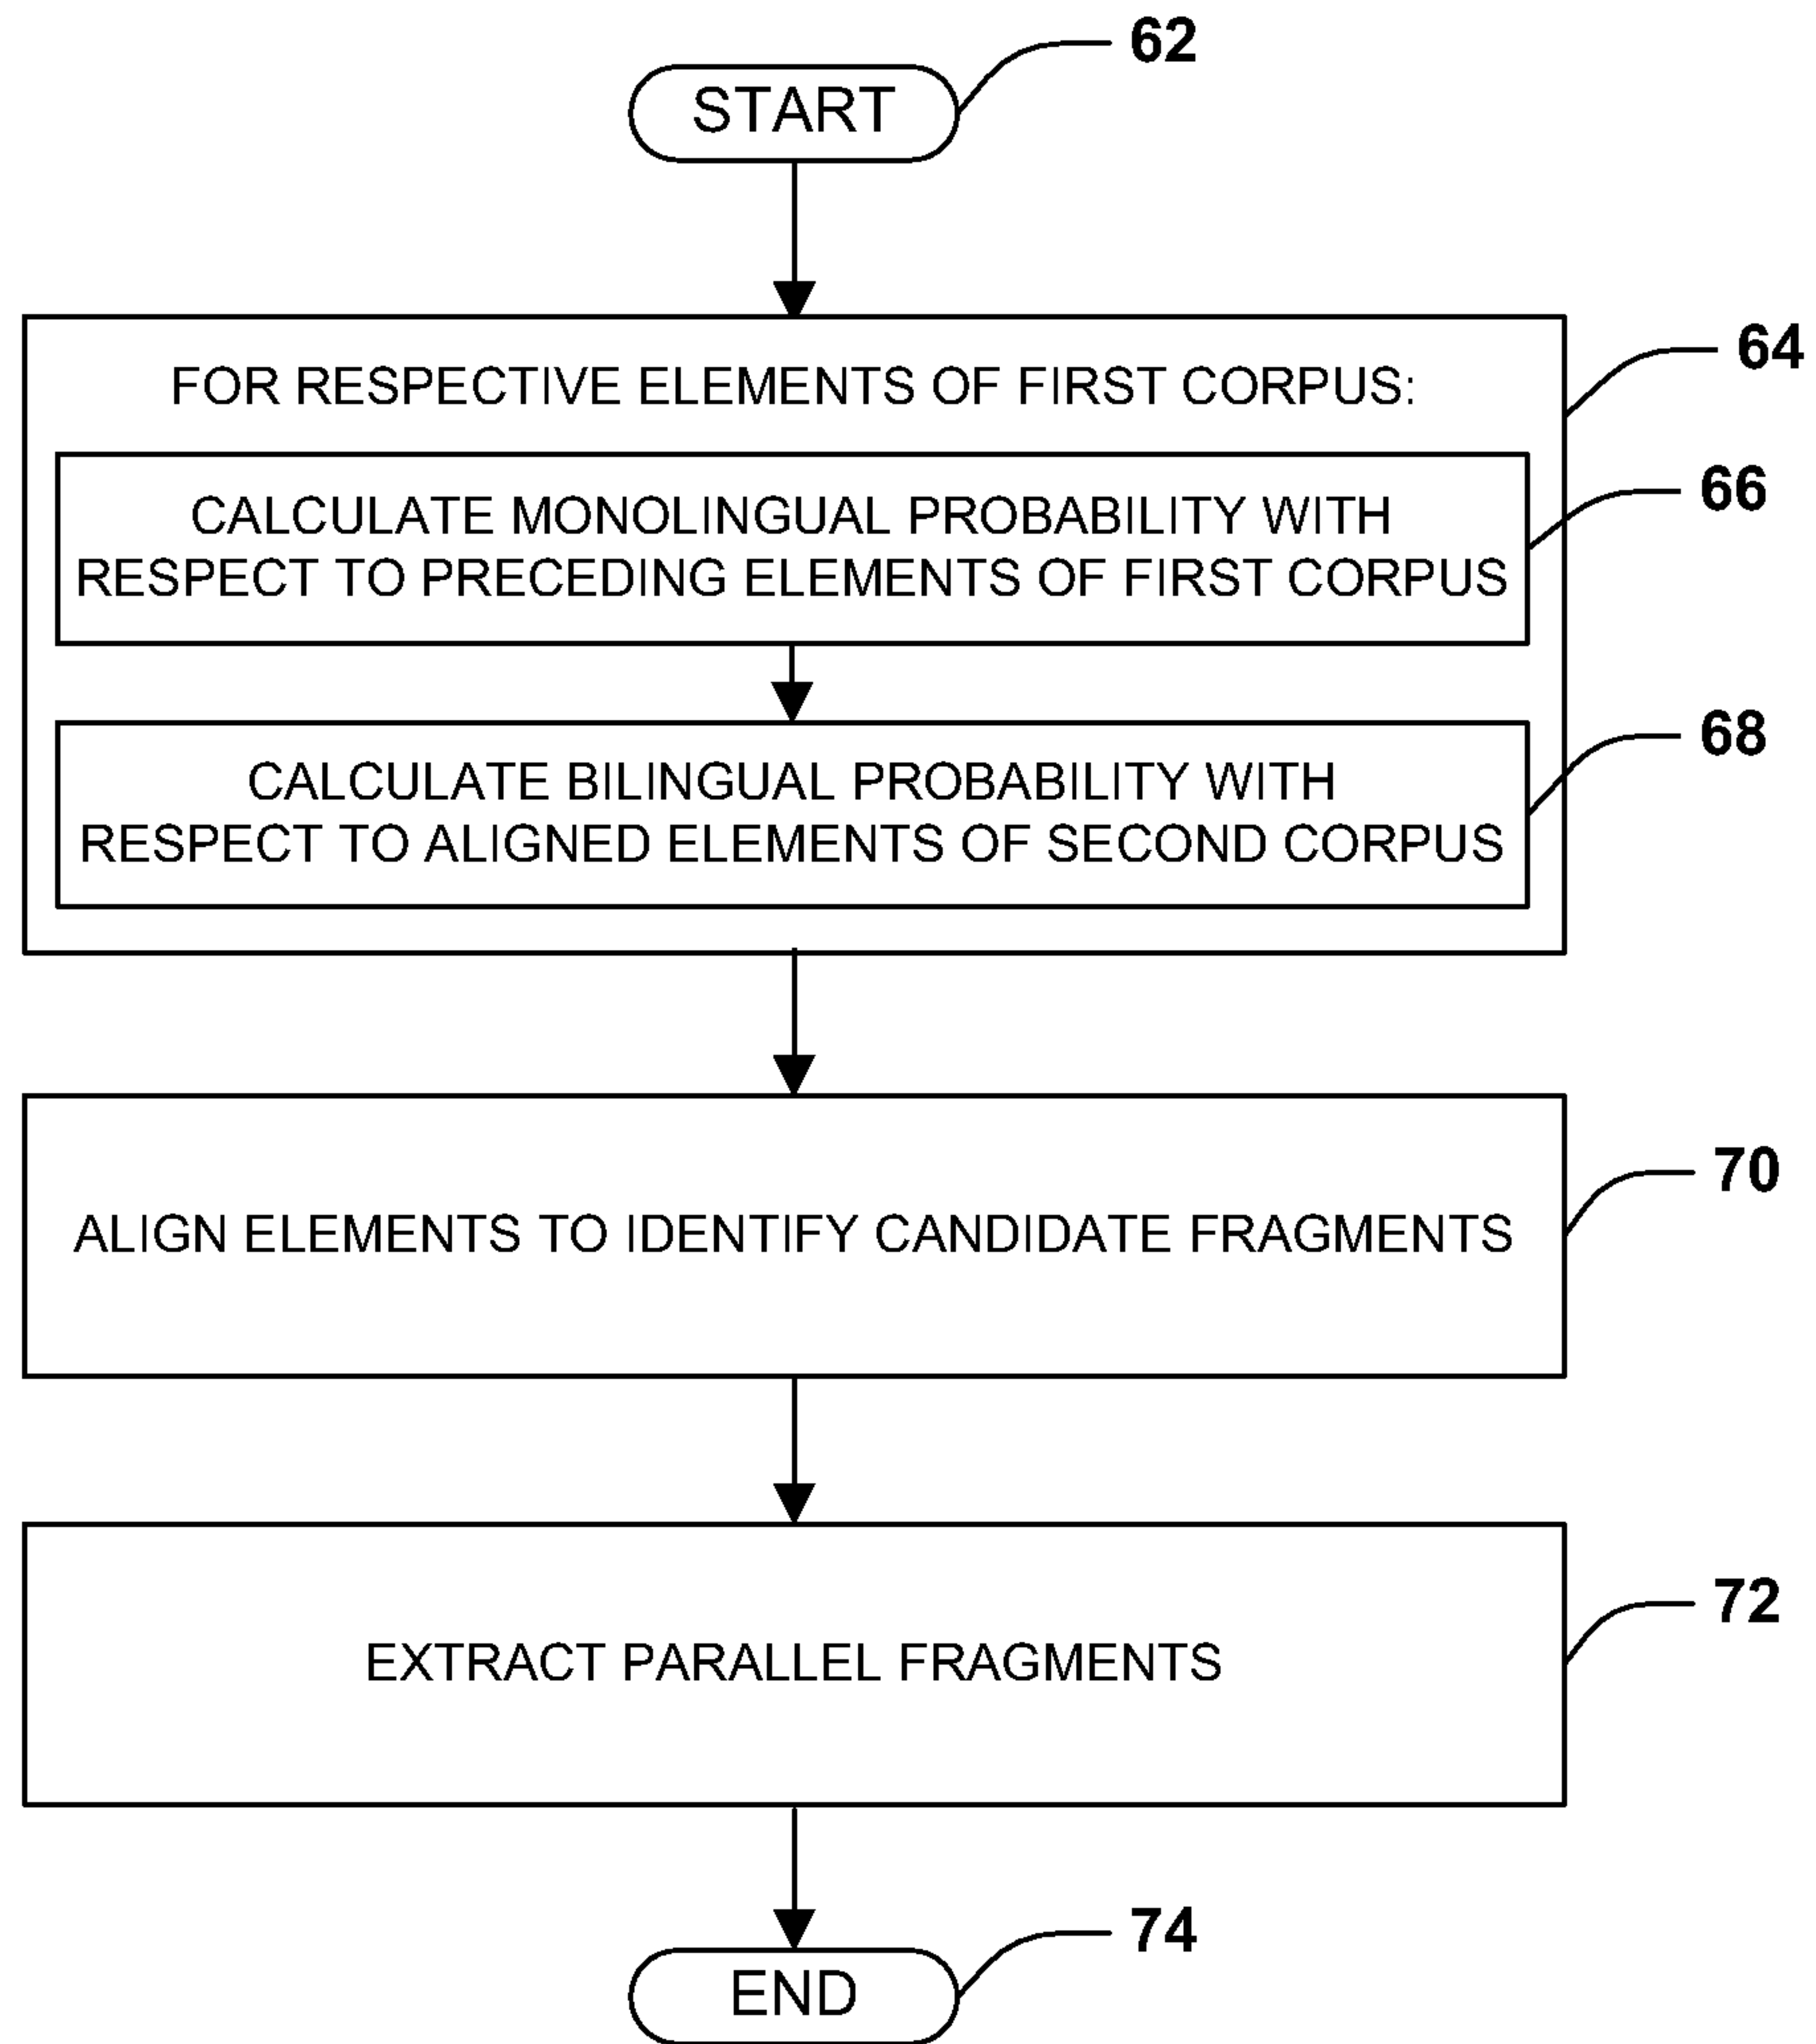 62
START
64
FOR RESPECTIVE ELEMENTS OF FIRST CORPUS:
66
CALCULATE MONOLINGUAL PROBABILITY WITH
RESPECT TO PRECEDING ELEMENTS OF FIRST CORPUS
68
CALCULATE BILINGUAL PROBABILITY WITH
RESPECT TO ALIGNED ELEMENTS OF SECOND CORPUS
70
ALIGN ELEMENTS TO IDENTIFY CANDIDATE FRAGMENTS
72
EXTRACT PARALLEL FRAGMENTS
74
END